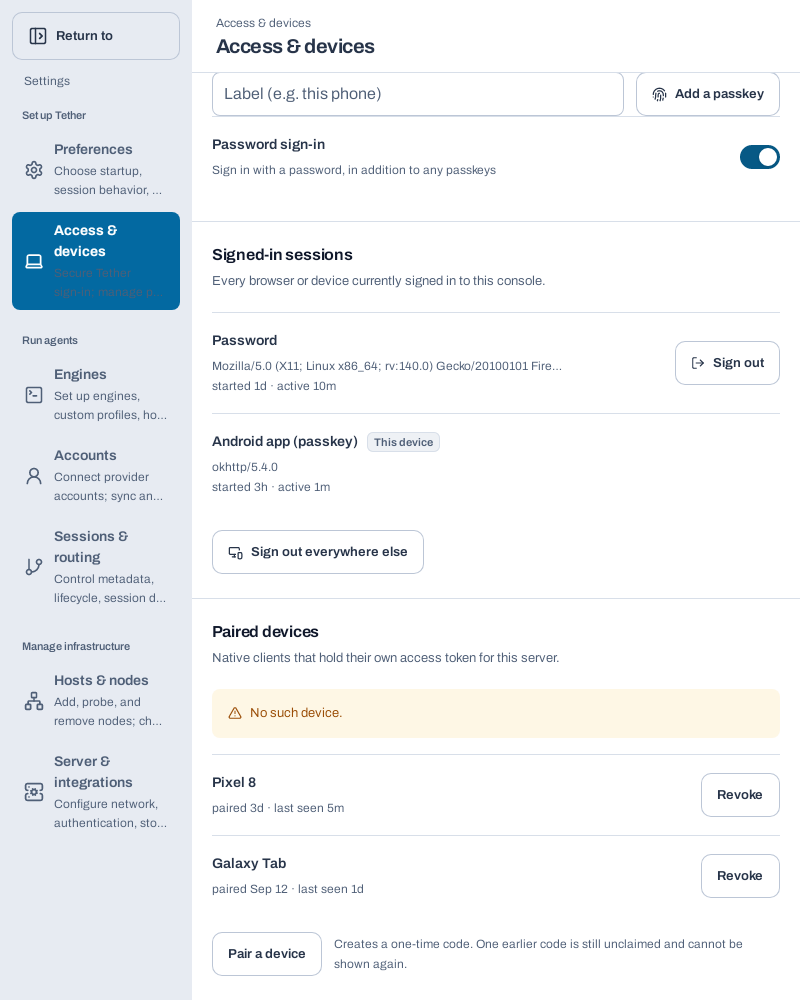 Return to
Settings
Set up Tether
Preferences
Choose startup,
session behavior, ...
Access &
devices
Secure Tether
sign-in; manage p...
Run agents
Engines
Set up engines,
custom profiles, ho...
Accounts
Connect provider
accounts; sync an...
Sessions &
routing
Control metadata,
lifecycle, session d...
Manage infrastructure
Hosts & nodes
Add, probe, and
remove nodes; ch...
Server &
integrations
Configure network,
authentication, sto...
Access & devices
Access & devices
Label (e.g. this phone)
Add a passkey
Password sign-in
Sign in with a password, in addition to any passkeys
Signed-in sessions
Every browser or device currently signed in to this console.
Password
Mozilla/5.0 (X11; Linux x86_64; rv:140.0) Gecko/20100101 Fire...
started 1d · active 10m
Sign out
Android app (passkey) This device
okhttp/5.4.0
started 3h · active 1m
Sign out everywhere else
Paired devices
Native clients that hold their own access token for this server.
No such device.
Pixel 8
paired 3d · last seen 5m
Revoke
Galaxy Tab
paired Sep 12 · last seen 1d
Revoke
Pair a device
Creates a one-time code. One earlier code is still unclaimed and cannot be
shown again.